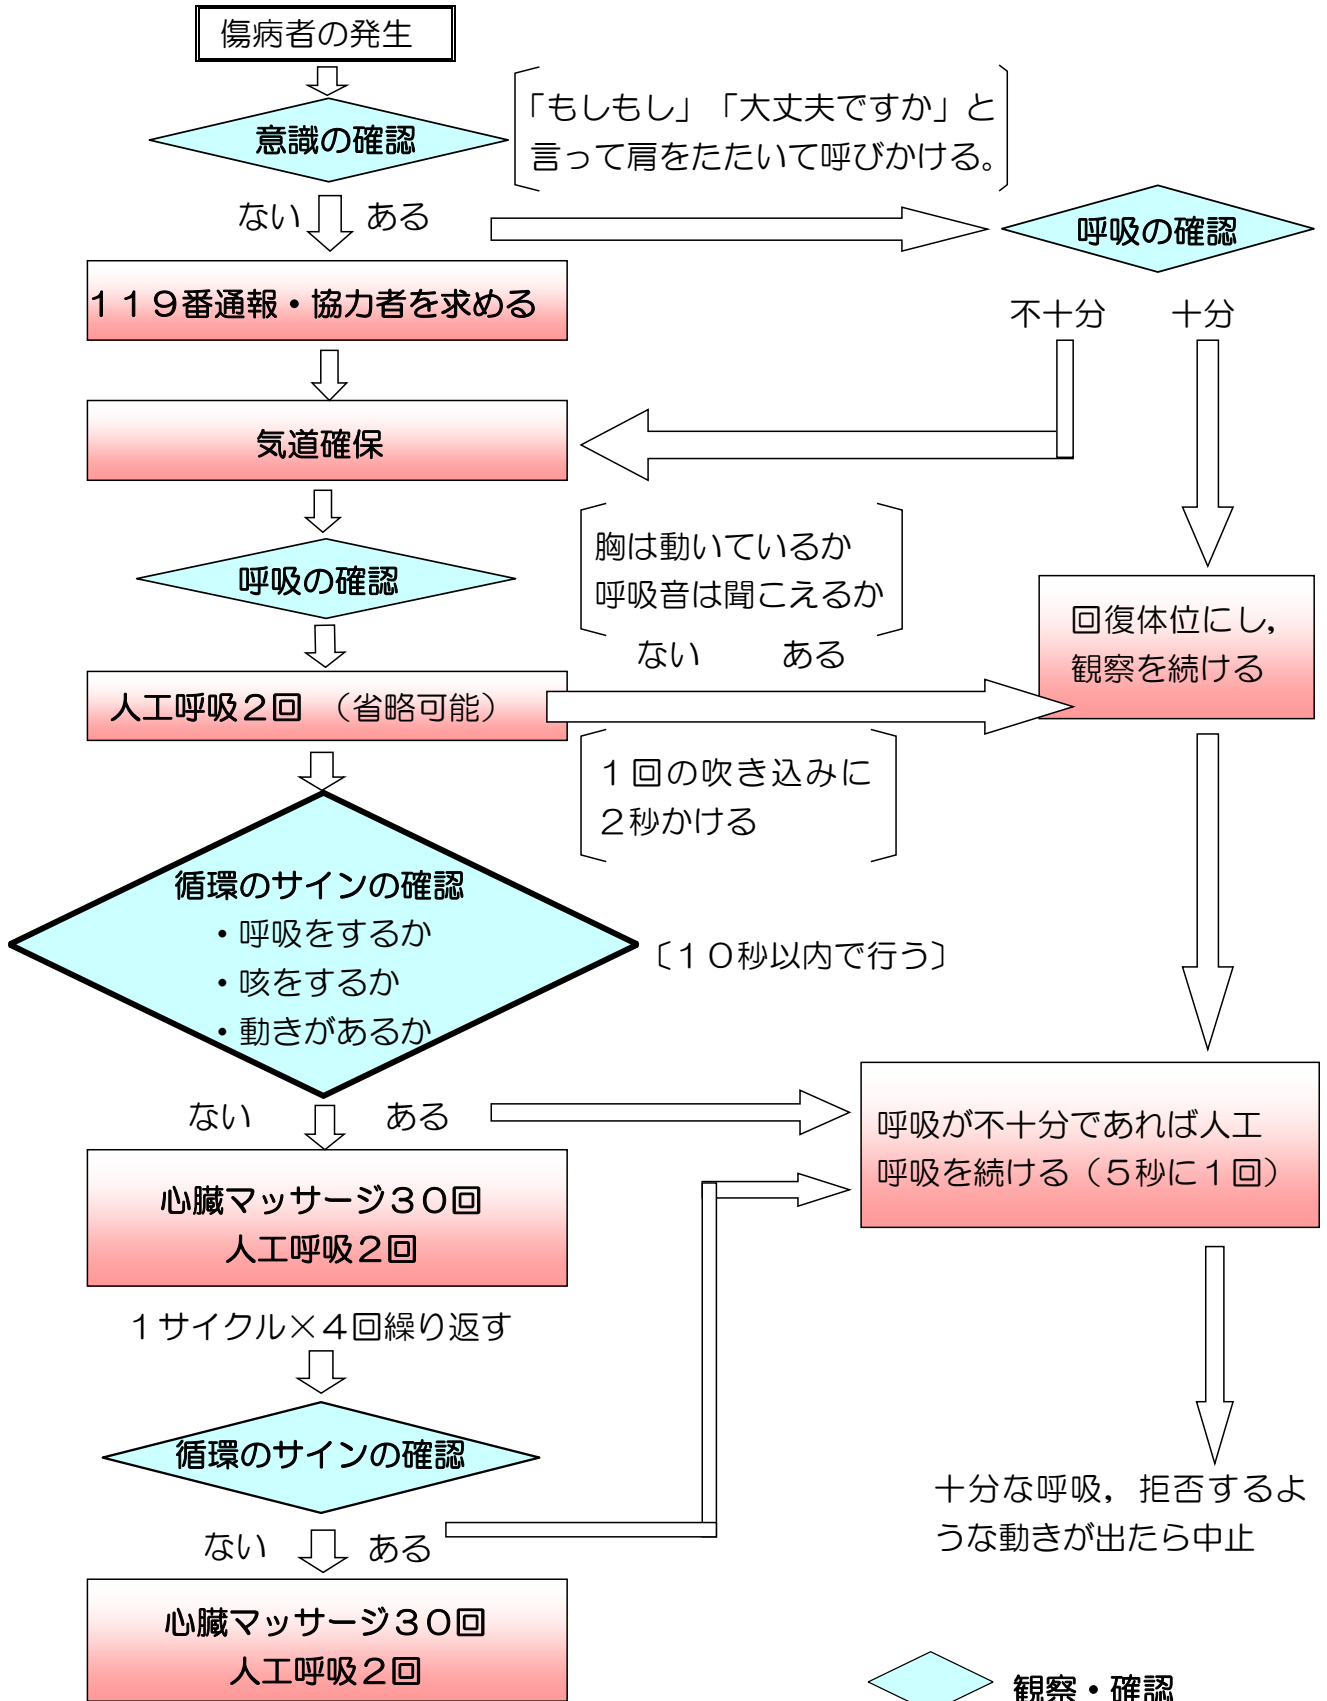 傷病者の発生
意識の確認
「もしもし」「大丈夫ですか」と
言って肩をたたいて呼びかける。
ない ある
呼吸の確認
１１９番通報・協力者を求める
不十分 十分
気道確保
呼吸の確認
胸は動いているか
呼吸音は聞こえるか
ない ある
回復体位にし，
観察を続ける
人工呼吸２回 （省略可能）
１回の吹き込みに
２秒かける
循環のサインの確認
・呼吸をするか
・咳をするか
・動きがあるか
〔１０秒以内で行う〕
ない ある
呼吸が不十分であれば人工
呼吸を続ける（５秒に１回）
心臓マッサージ３０回
人工呼吸２回
１サイクル×４回繰り返す
循環のサインの確認
ない ある
十分な呼吸，拒否するよ
うな動きが出たら中止
心臓マッサージ３０回
人工呼吸２回
観察・確認